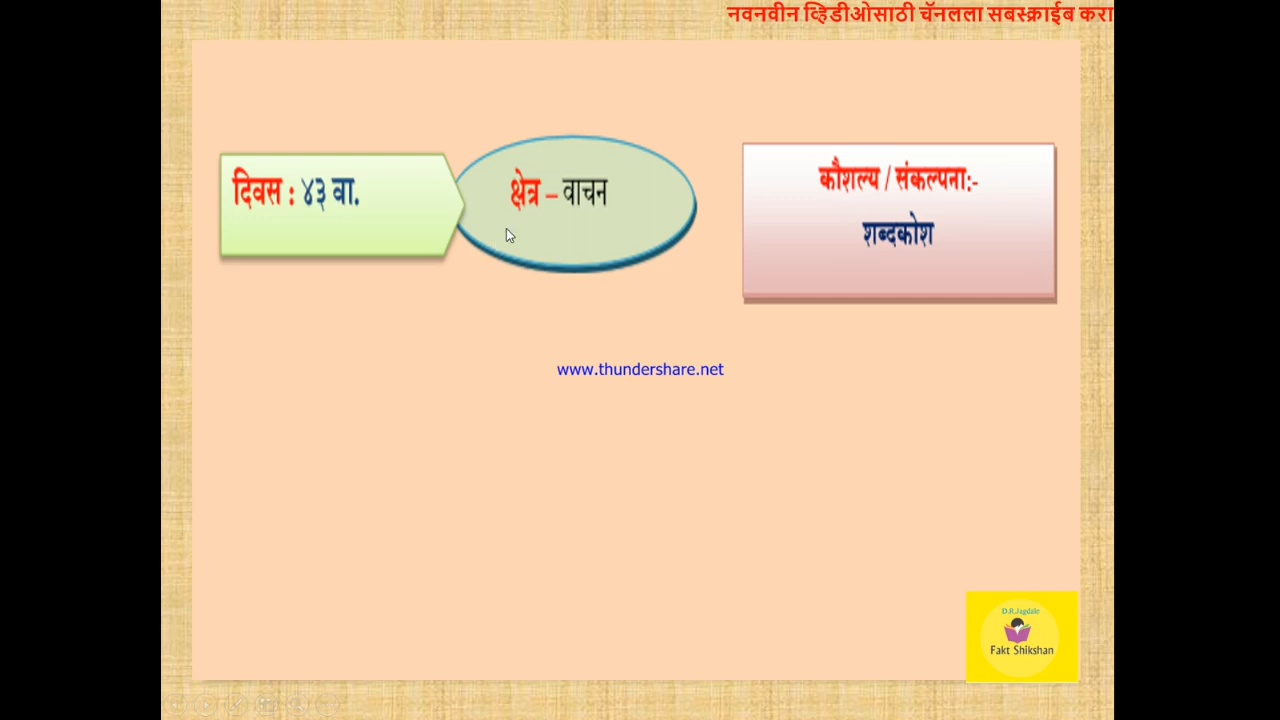 नवनवीन व्हिडीओसाठी चॅनलला सबस्क्राईब करा
दिवस : ४३ वा.
क्षेत्र – वाचन
कौशल्य / संकल्पना:-
शब्दकोश
www.thundershare.net
D.R.Jagdale
Fakt Shikshan